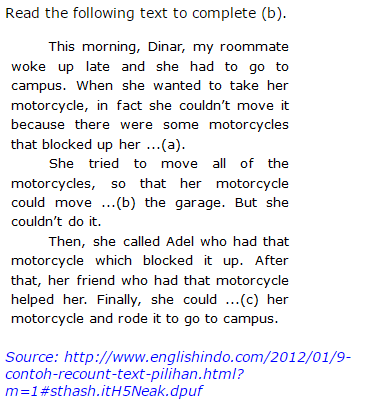 Read the following text to complete (b).
This morning, Dinar, my roommate
woke up late and she had to go to
campus. When she wanted to take her
motorcycle, in fact she couldn’t move it
because there were some motorcycles
that blocked up her ...(a).
She tried to move all of the
motorcycles, so that her motorcycle
could move ...(b) the garage. But she
couldn’t do it.
Then, she called Adel who had that
motorcycle which blocked it up. After
that, her friend who had that motorcycle
helped her. Finally, she could ...(c) her
motorcycle and rode it to go to campus.
Source: http://www.englishindo.com/2012/01/9-
contoh-recount-text-pilihan.html?
m=1#sthash.itH5Neak.dpuf